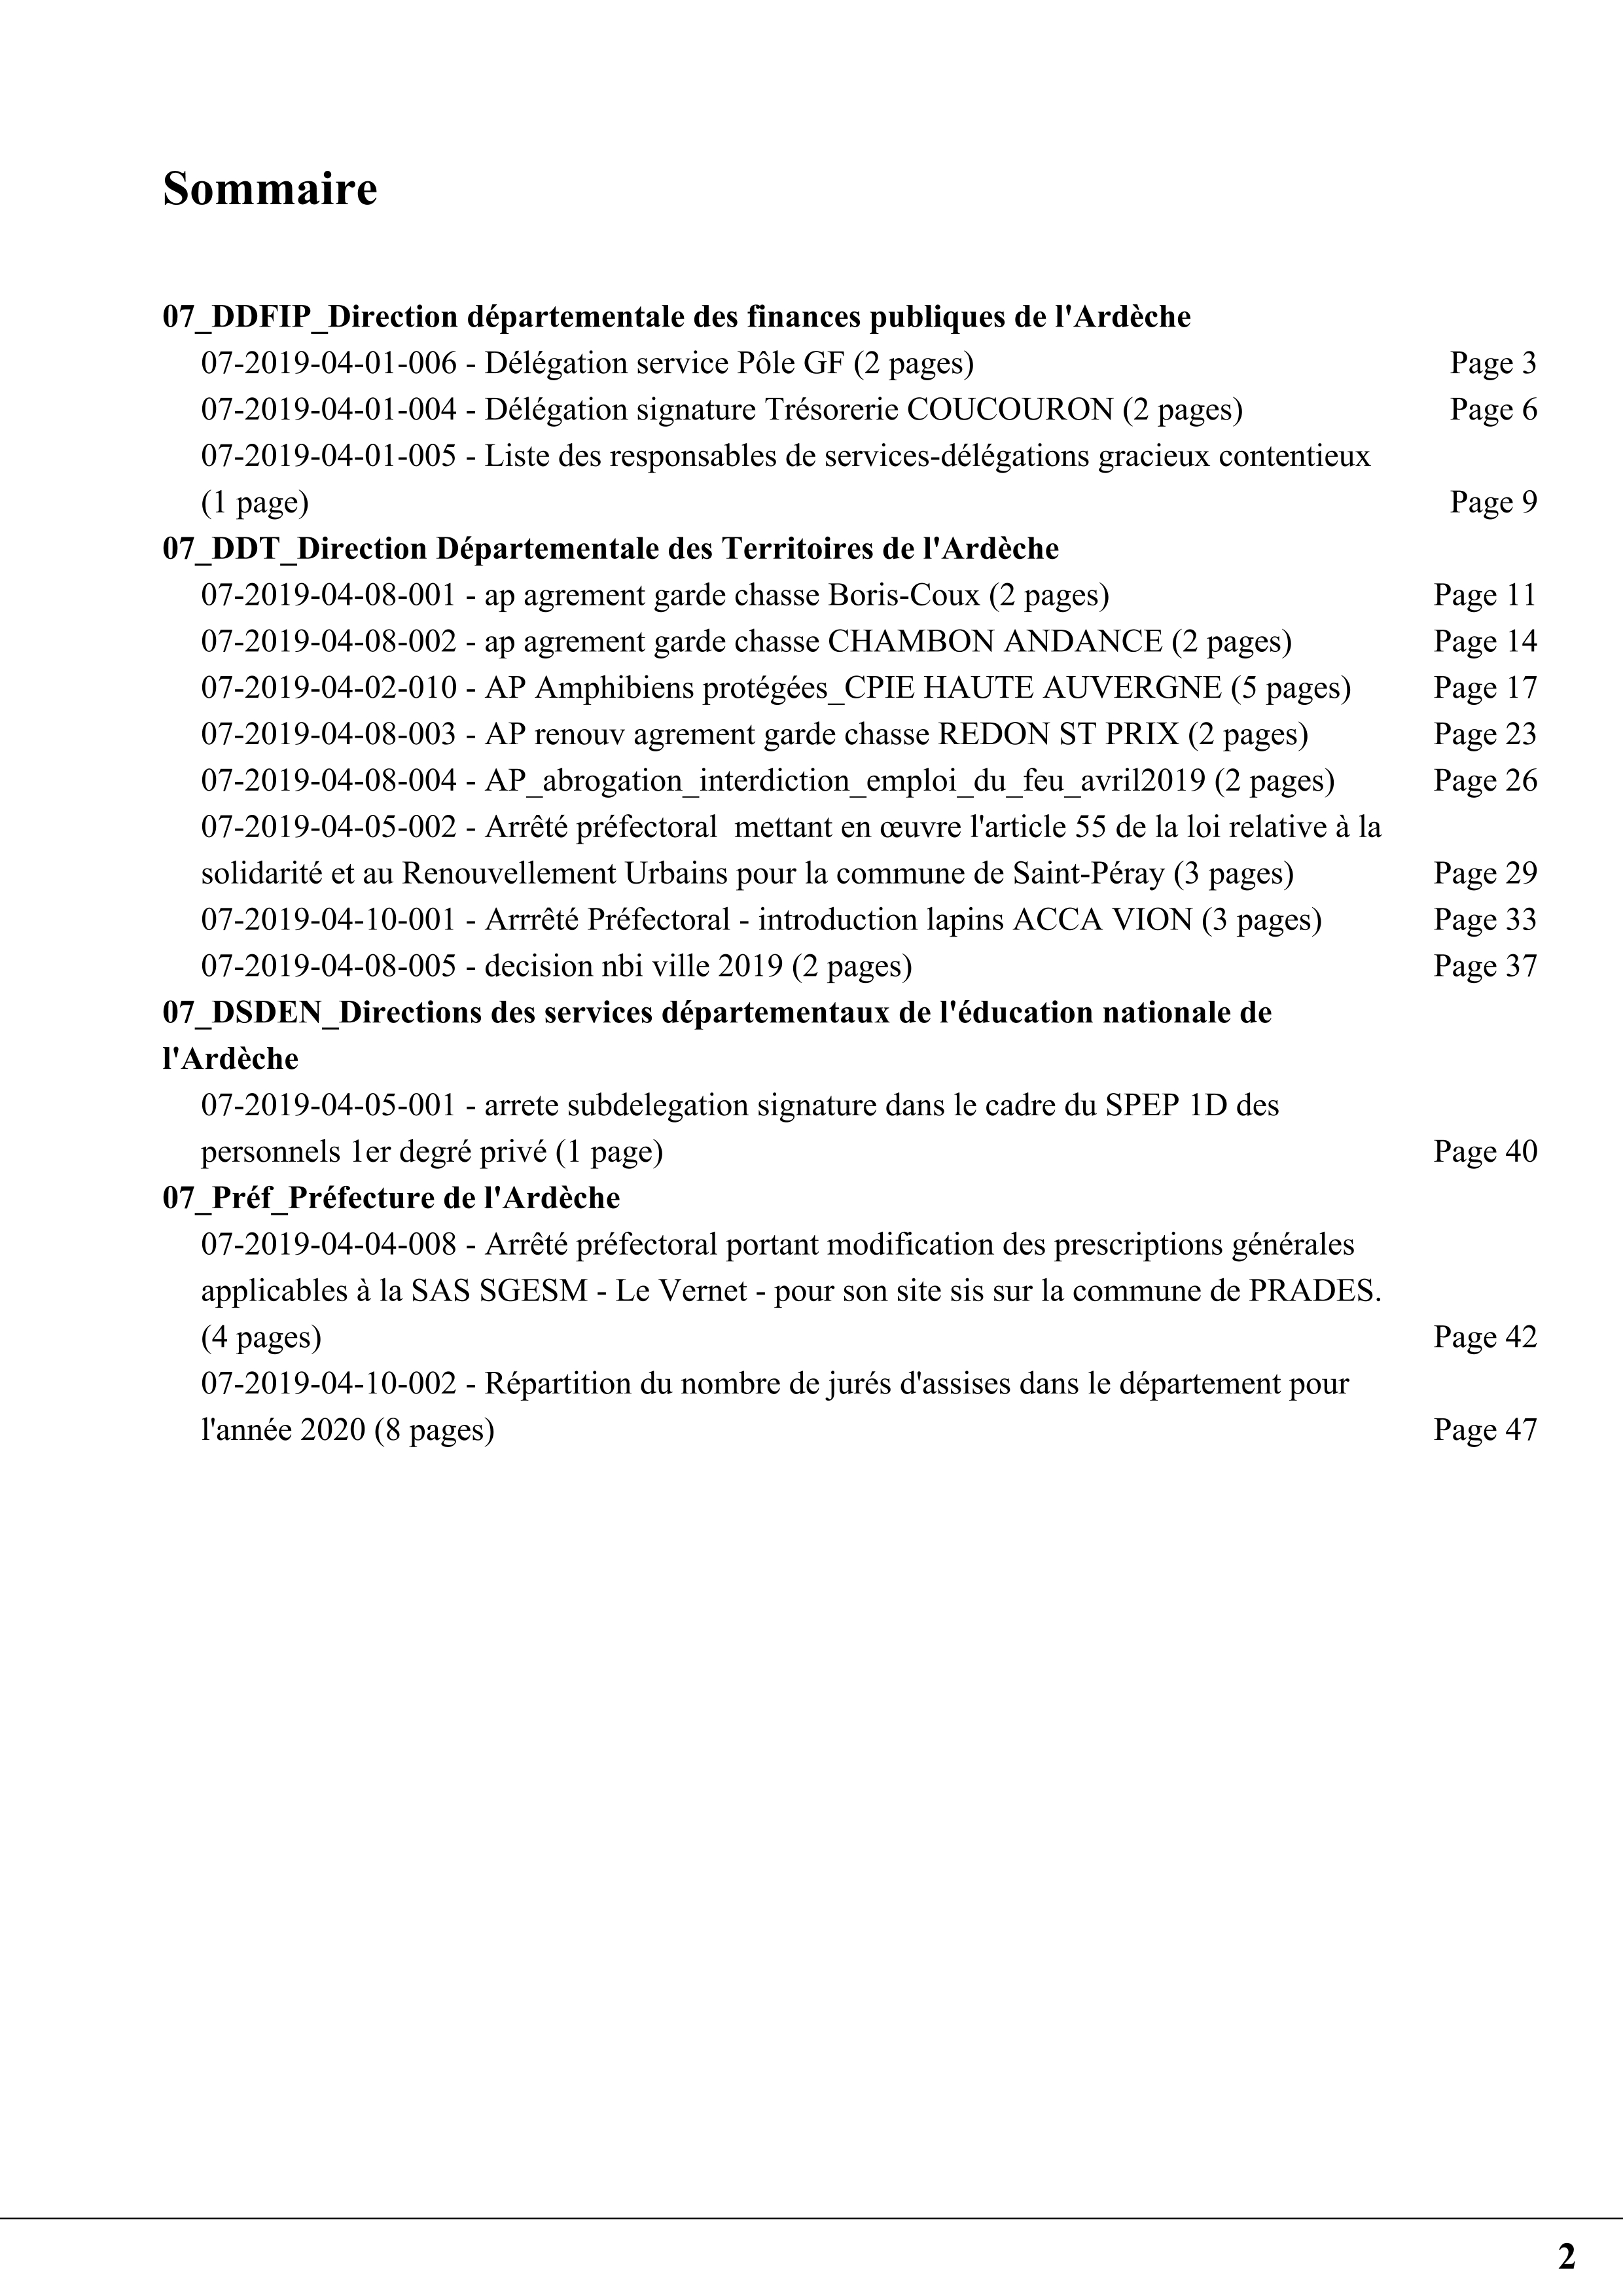 Sommaire
07_DDFIP_Direction départementale des finances publiques de l'Ardèche
07-2019-04-01-006 - Délégation service Pôle GF (2 pages) Page 3
07-2019-04-01-004 - Délégation signature Trésorerie COUCOURON (2 pages) Page 6
07-2019-04-01-005 - Liste des responsables de services-délégations gracieux contentieux
(1 page) Page 9
07_DDT_Direction Départementale des Territoires de l'Ardèche
07-2019-04-08-001 - ap agrement garde chasse Boris-Coux (2 pages) Page 11
07-2019-04-08-002 - ap agrement garde chasse CHAMBON ANDANCE (2 pages) Page 14
07-2019-04-02-010 - AP Amphibiens protégées_CPIE HAUTE AUVERGNE (5 pages) Page 17
07-2019-04-08-003 - AP renouv agrement garde chasse REDON ST PRIX (2 pages) Page 23
07-2019-04-08-004 - AP_abrogation_interdiction_emploi_du_feu_avril2019 (2 pages) Page 26
07-2019-04-05-002 - Arrêté préfectoral  mettant en œuvre l'article 55 de la loi relative à la
solidarité et au Renouvellement Urbains pour la commune de Saint-Péray (3 pages) Page 29
07-2019-04-10-001 - Arrrêté Préfectoral - introduction lapins ACCA VION (3 pages) Page 33
07-2019-04-08-005 - decision nbi ville 2019 (2 pages) Page 37
07_DSDEN_Directions des services départementaux de l'éducation nationale de
l'Ardèche
07-2019-04-05-001 - arrete subdelegation signature dans le cadre du SPEP 1D des
personnels 1er degré privé (1 page) Page 40
07_Préf_Préfecture de l'Ardèche
07-2019-04-04-008 - Arrêté préfectoral portant modification des prescriptions générales
applicables à la SAS SGESM - Le Vernet - pour son site sis sur la commune de PRADES.
(4 pages) Page 42
07-2019-04-10-002 - Répartition du nombre de jurés d'assises dans le département pour
l'année 2020 (8 pages) Page 47
2